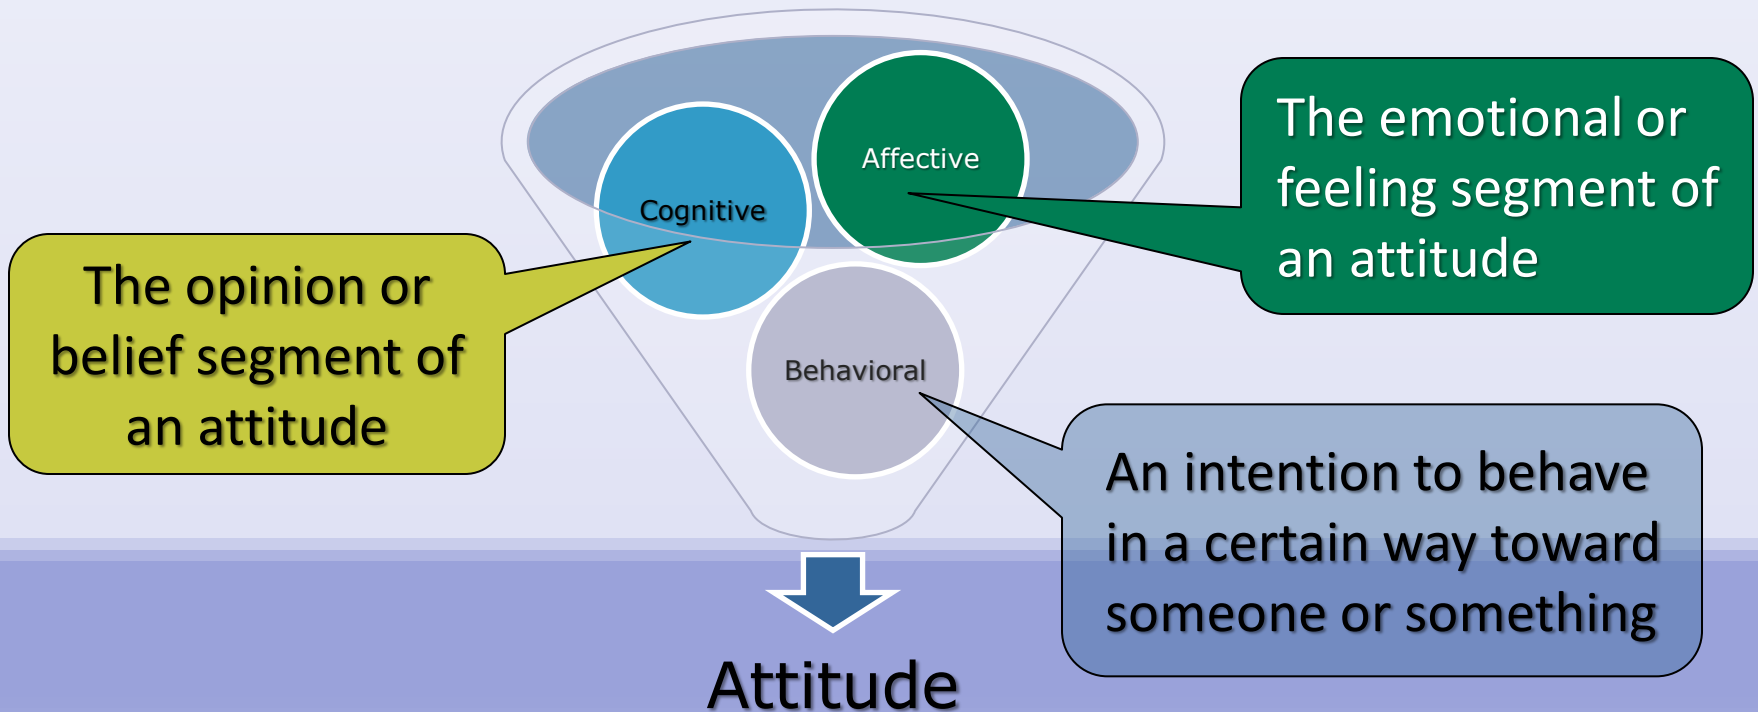 Affective
Cognitive
Behavioral
The emotional or
feeling segment of
an attitude
The opinion or
belief segment of
an attitude
An intention to behave
in a certain way toward
someone or something
Attitude